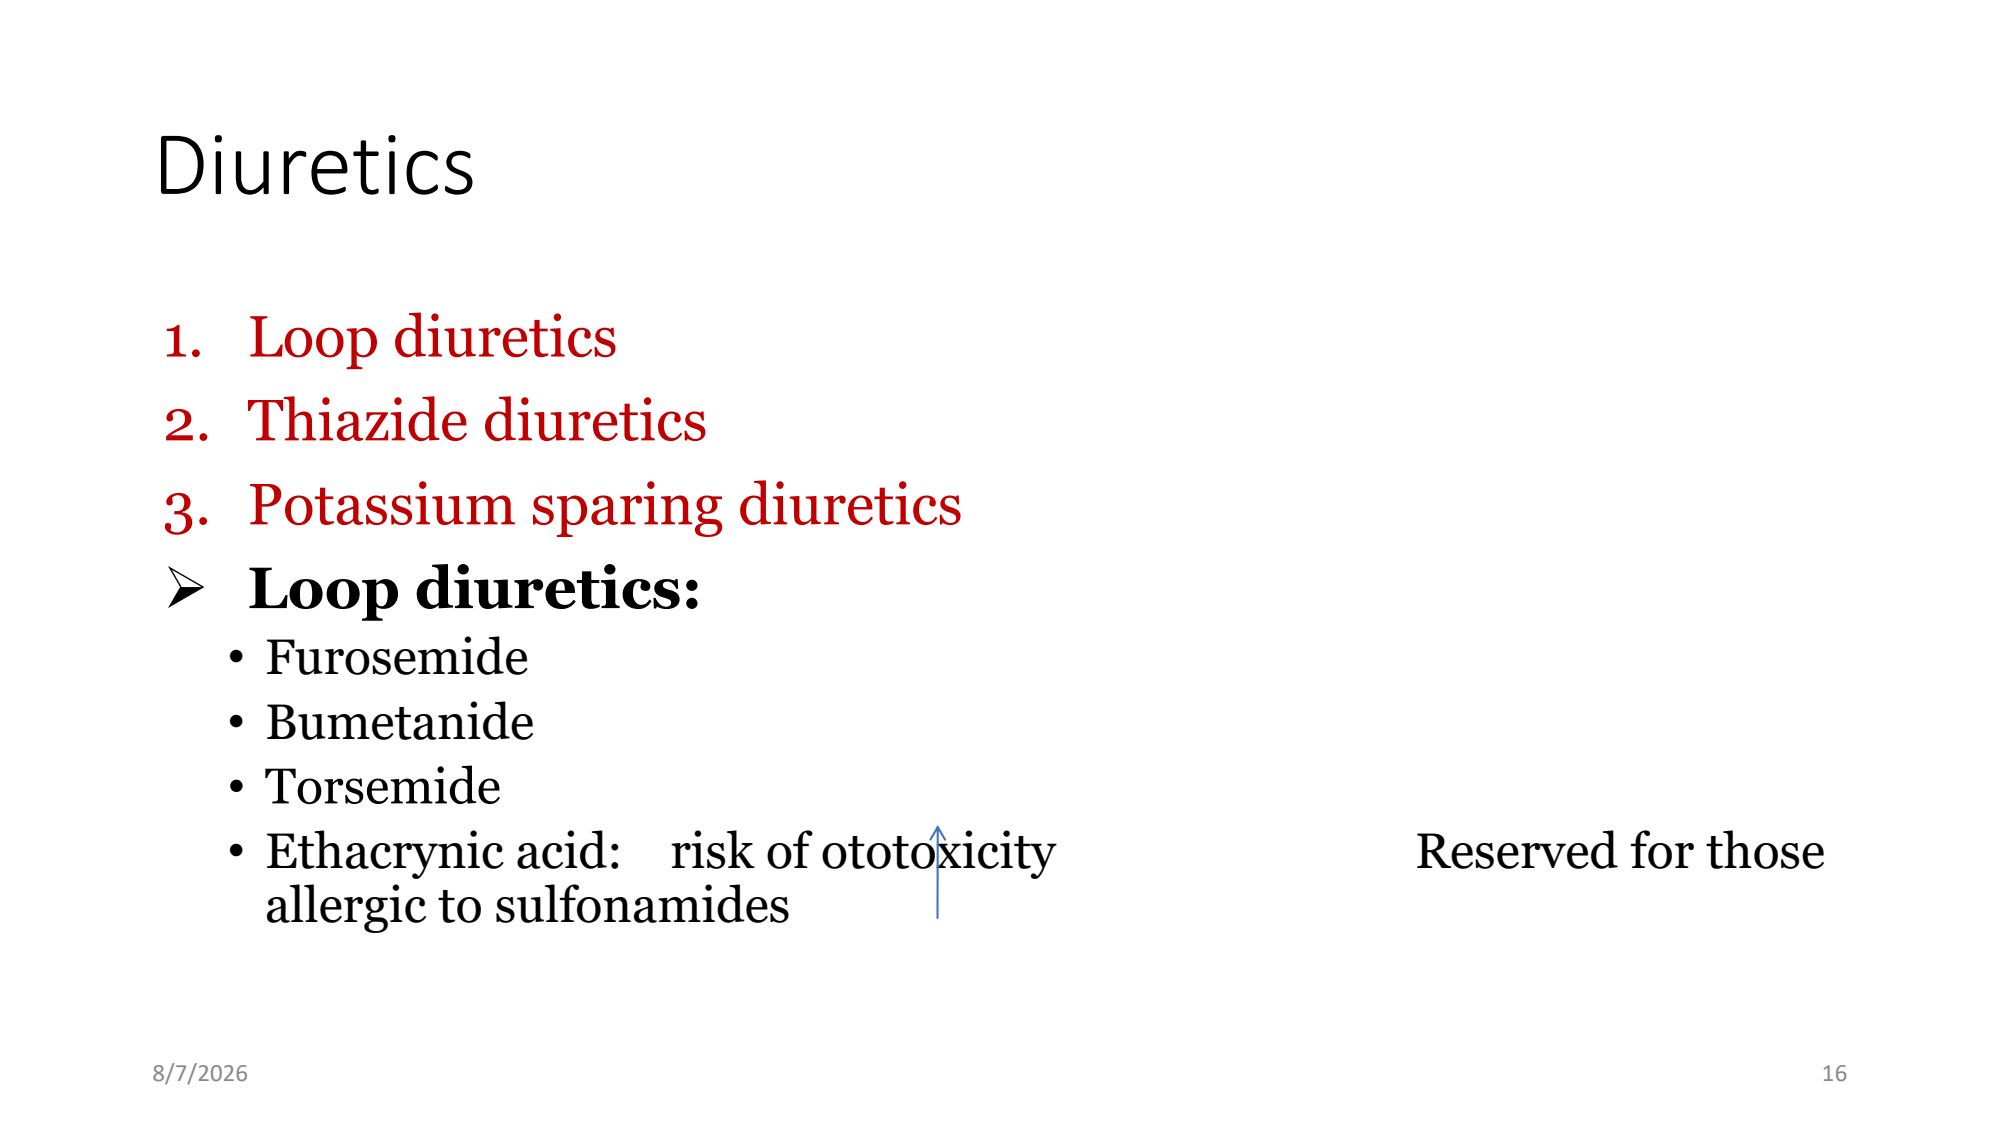 Diuretics
1. Loop diuretics
2. Thiazide diuretics
3. Potassium sparing diuretics
➢ Loop diuretics:
• Furosemide
• Bumetanide
• Torsemide
• Ethacrynic acid: risk of ototoxicity Reserved for those
allergic to sulfonamides
8/7/2026 16